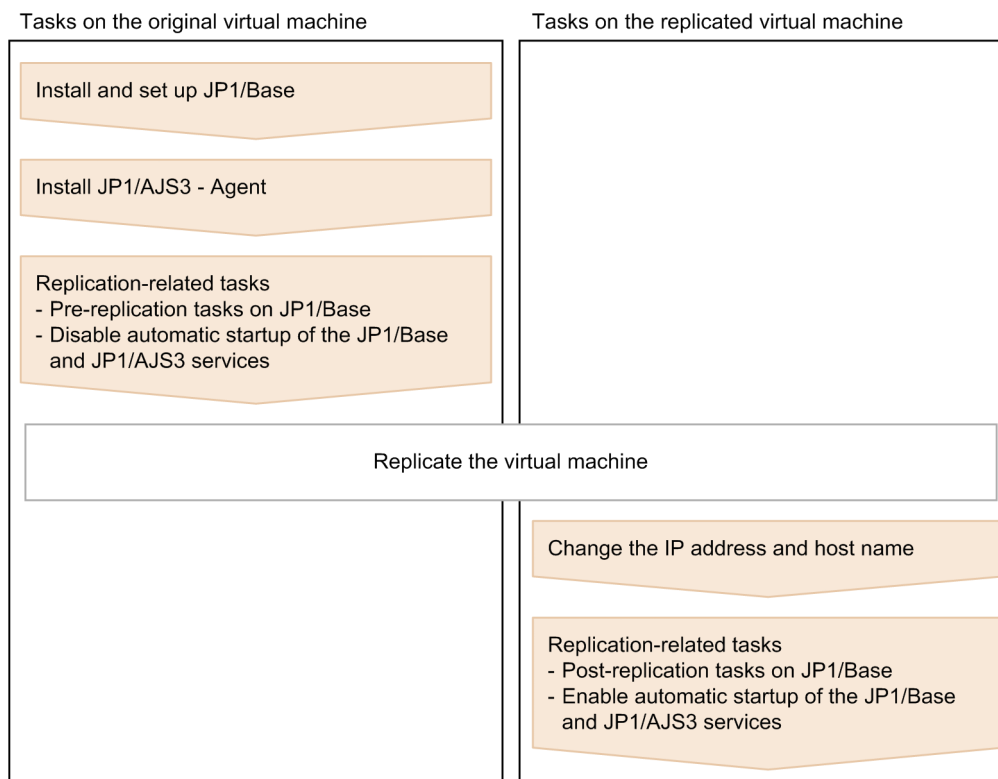 Tasks on the original virtual machine
Tasks on the replicated virtual machine
Install and set up JP1/Base
Install JP1/AJS3 - Agent
Replication-related tasks
- Pre-replication tasks on JP1/Base
- Disable automatic startup of the JP1/Base
and JP1/AJS3 services
Replicate the virtual machine
Change the IP address and host name
Replication-related tasks
- Post-replication tasks on JP1/Base
- Enable automatic startup of the JP1/Base
and JP1/AJS3 services